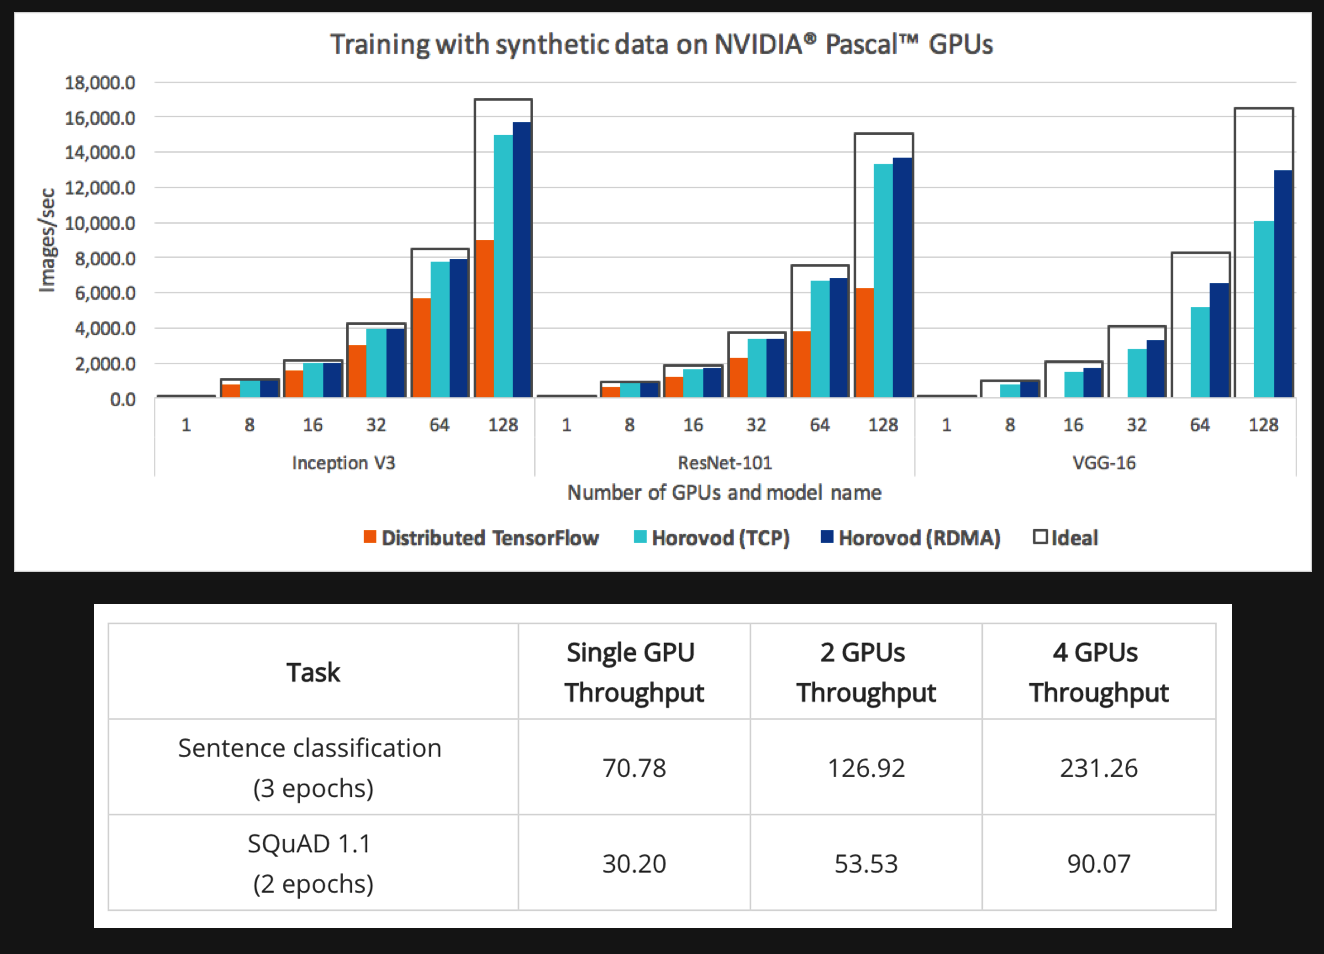 Training with synthetic data on NVIDIA® Pascal™ GPUs
18,000.0
16,000.0
14,000.0
12,000.0
10,000.0
8,000.0
6,000.0
4,000.0
2,000.0
0.0
Images/sec
1 8 16 32 64 128 1 8 16 32 64 128 1 8 16 32 64 128
Inception V3 ResNet-101 VGG-16
Number of GPUs and model name
Distributed TensorFlow Horovod (TCP) Horovod (RDMA) Ideal
Task Single GPU Throughput 2 GPUs Throughput 4 GPUs Throughput
Sentence classification (3 epochs) 70.78 126.92 231.26
SQuAD 1.1 (2 epochs) 30.20 53.53 90.07